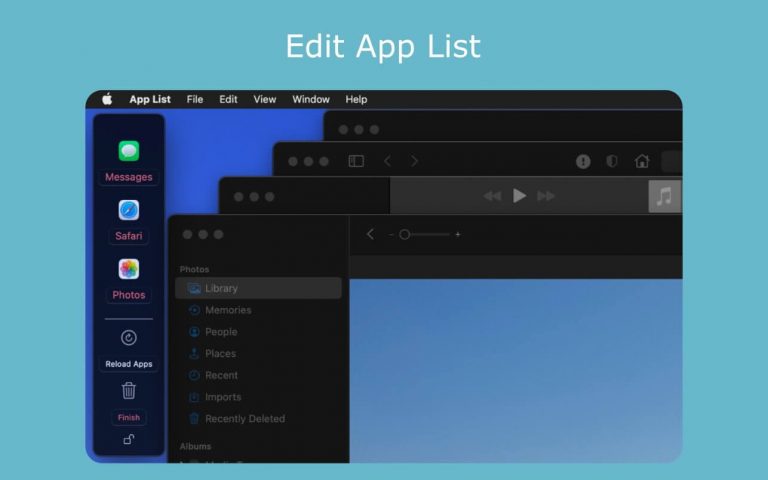 Edit App List
App List File Edit View Window Help
Messages
Safari
Photos
Reload Apps
Finish
Photos
Library
Memories
People
Places
Recent
Imports
Recently Deleted
Albums